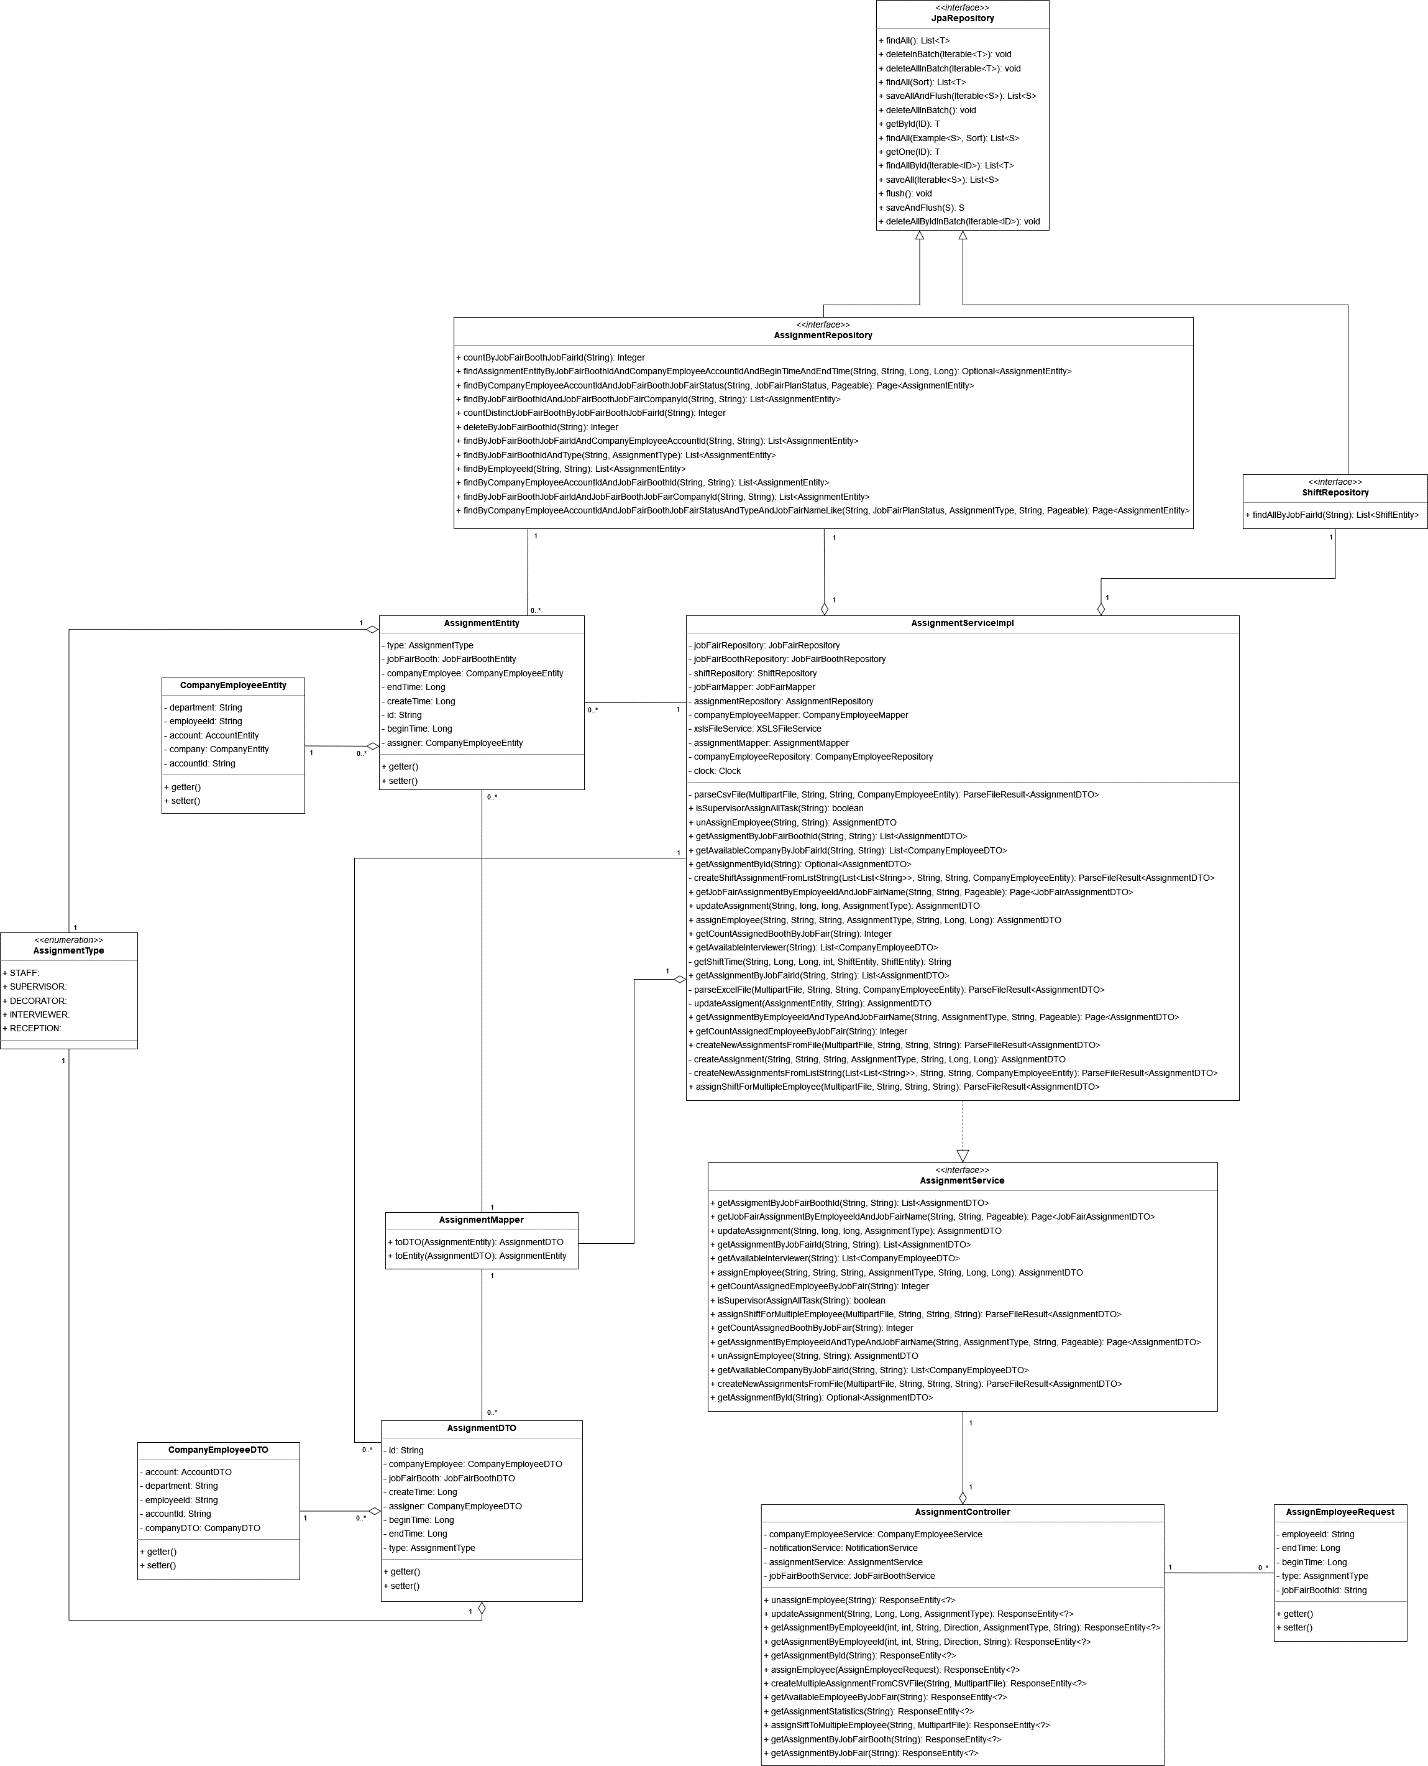 <<interface>>
JpaRepository
+ findAll(): List<T>
+ deleteInBatch(Iterable<T>): void
+ deleteAllInBatch(Iterable<T>): void
+ findAll(Sort): List<T>
+ saveAllAndFlush(Iterable<S>): List<S>
+ deleteAllInBatch(): void
+ getById(ID): T
+ findAll(Example<S>, Sort): List<S>
+ getOne(ID): T
+ findAllById(Iterable<ID>): List<T>
+ saveAll(Iterable<S>): List<S>
+ flush(): void
+ saveAndFlush(S): S
+ deleteAllByIdInBatch(Iterable<ID>): void
<<interface>>
AssignmentRepository
+ countByJobFairBoothJobFairId(String): Integer
+ findAssignmentEntityByJobFairBoothIdAndCompanyEmployeeAccountIdAndBeginTimeAndEndTime(String, String, Long, Long): Optional<AssignmentEntity>
+ findByCompanyEmployeeAccountIdAndJobFairBoothJobFairStatus(String, JobFairPlanStatus, Pageable): Page<AssignmentEntity>
+ findByJobFairBoothIdAndJobFairBoothJobFairCompanyId(String, String): List<AssignmentEntity>
+ countDistinctJobFairBoothByJobFairBoothJobFairId(String): Integer
+ deleteByJobFairBoothId(String): Integer
+ findByJobFairBoothJobFairIdAndCompanyEmployeeAccountId(String, String): List<AssignmentEntity>
+ findByJobFairBoothIdAndType(String, AssignmentType): List<AssignmentEntity>
+ findByEmployeeId(String, String): List<AssignmentEntity>
+ findByCompanyEmployeeAccountIdAndJobFairBoothId(String, String): List<AssignmentEntity>
+ findByJobFairBoothJobFairIdAndJobFairBoothJobFairCompanyId(String, String): List<AssignmentEntity>
+ findByCompanyEmployeeAccountIdAndJobFairBoothJobFairStatusAndTypeAndJobFairNameLike(String, JobFairPlanStatus, AssignmentType, String, Pageable): Page<AssignmentEntity>
<<interface>>
ShiftRepository
+ findAllByJobFairId(String): List<ShiftEntity>
1
1
1
0..*
1
1
1
AssignmentEntity
- type: AssignmentType
- jobFairBooth: JobFairBoothEntity
- companyEmployee: CompanyEmployeeEntity
- endTime: Long
- createTime: Long
- id: String
- beginTime: Long
- assigner: CompanyEmployeeEntity
+ getter()
+ setter()
0..*
1
CompanyEmployeeEntity
- department: String
- employeeId: String
- account: AccountEntity
- company: CompanyEntity
- accountId: String
+ getter()
+ setter()
1
0..*
0..*
AssignmentServiceImpl
- jobFairRepository: JobFairRepository
- jobFairBoothRepository: JobFairBoothRepository
- shiftRepository: ShiftRepository
- jobFairMapper: JobFairMapper
- assignmentRepository: AssignmentRepository
- companyEmployeeMapper: CompanyEmployeeMapper
- xslsFileService: XSLSFileService
- assignmentMapper: AssignmentMapper
- companyEmployeeRepository: CompanyEmployeeRepository
- clock: Clock
- parseCsvFile(MultipartFile, String, String, CompanyEmployeeEntity): ParseFileResult<AssignmentDTO>
+ isSupervisorAssignAllTask(String): boolean
+ unAssignEmployee(String, String): AssignmentDTO
+ getAssigmentByJobFairBoothId(String, String): List<AssignmentDTO>
+ getAvailableCompanyByJobFairId(String, String): List<CompanyEmployeeDTO>
+ getAssignmentById(String): Optional<AssignmentDTO>
- createShiftAssignmentFromListString(List<List<String>>, String, String, CompanyEmployeeEntity): ParseFileResult<AssignmentDTO>
+ getJobFairAssignmentByEmployeeIdAndJobFairName(String, String, Pageable): Page<JobFairAssignmentDTO>
+ updateAssignment(String, long, long, AssignmentType): AssignmentDTO
+ assignEmployee(String, String, String, AssignmentType, String, Long, Long): AssignmentDTO
+ getCountAssignedBoothByJobFair(String): Integer
+ getAvailableInterviewer(String): List<CompanyEmployeeDTO>
- getShiftTime(String, Long, Long, int, ShiftEntity, ShiftEntity): String
+ getAssignmentByJobFairId(String, String): List<AssignmentDTO>
- parseExcelFile(MultipartFile, String, String, CompanyEmployeeEntity): ParseFileResult<AssignmentDTO>
- updateAssigment(AssignmentEntity, String): AssignmentDTO
+ getAssignmentByEmployeeIdAndTypeAndJobFairName(String, AssignmentType, String, Pageable): Page<AssignmentDTO>
+ getCountAssignedEmployeeByJobFair(String): Integer
+ createNewAssignmentsFromFile(MultipartFile, String, String, String): ParseFileResult<AssignmentDTO>
- createAssignment(String, String, String, AssignmentType, String, Long, Long): AssignmentDTO
- createNewAssignmentsFromListString(List<List<String>>, String, String, CompanyEmployeeEntity): ParseFileResult<AssignmentDTO>
+ assignShiftForMultipleEmployee(MultipartFile, String, String, String): ParseFileResult<AssignmentDTO>
1
1
1
<<enumeration>>
AssignmentType
+ STAFF:
+ SUPERVISOR:
+ DECORATOR:
+ INTERVIEWER:
+ RECEPTION:
1
1
AssignmentMapper
+ toDTO(AssignmentEntity): AssignmentDTO
+ toEntity(AssignmentDTO): AssignmentEntity
1
<<interface>>
AssignmentService
+ getAssigmentByJobFairBoothId(String, String): List<AssignmentDTO>
+ getJobFairAssignmentByEmployeeIdAndJobFairName(String, String, Pageable): Page<JobFairAssignmentDTO>
+ updateAssignment(String, long, long, AssignmentType): AssignmentDTO
+ getAssignmentByJobFairId(String, String): List<AssignmentDTO>
+ getAvailableInterviewer(String): List<CompanyEmployeeDTO>
+ assignEmployee(String, String, String, AssignmentType, String, Long, Long): AssignmentDTO
+ getCountAssignedEmployeeByJobFair(String): Integer
+ isSupervisorAssignAllTask(String): boolean
+ assignShiftForMultipleEmployee(MultipartFile, String, String, String): ParseFileResult<AssignmentDTO>
+ getCountAssignedBoothByJobFair(String): Integer
+ getAssignmentByEmployeeIdAndTypeAndJobFairName(String, AssignmentType, String, Pageable): Page<AssignmentDTO>
+ unAssignEmployee(String, String): AssignmentDTO
+ getAvailableCompanyByJobFairId(String, String): List<CompanyEmployeeDTO>
+ createNewAssignmentsFromFile(MultipartFile, String, String, String): ParseFileResult<AssignmentDTO>
+ getAssignmentById(String): Optional<AssignmentDTO>
1
1
0..*
0..*
AssignmentDTO
- id: String
- companyEmployee: CompanyEmployeeDTO
- jobFairBooth: JobFairBoothDTO
- createTime: Long
- assigner: CompanyEmployeeDTO
- beginTime: Long
- endTime: Long
- type: AssignmentType
+ getter()
+ setter()
1
CompanyEmployeeDTO
- account: AccountDTO
- department: String
- employeeId: String
- accountId: String
- companyDTO: CompanyDTO
+ getter()
+ setter()
1
0..*
AssignmentController
- companyEmployeeService: CompanyEmployeeService
- notificationService: NotificationService
- assignmentService: AssignmentService
- jobFairBoothService: JobFairBoothService
+ unassignEmployee(String): ResponseEntity<?>
+ updateAssignment(String, Long, Long, AssignmentType): ResponseEntity<?>
+ getAssignmentByEmployeeId(int, int, String, Direction, AssignmentType, String): ResponseEntity<?>
+ getAssignmentByEmployeeId(int, int, String, Direction, String): ResponseEntity<?>
+ getAssignmentById(String): ResponseEntity<?>
+ assignEmployee(AssignEmployeeRequest): ResponseEntity<?>
+ createMultipleAssignmentFromCSVFile(String, MultipartFile): ResponseEntity<?>
+ getAvailableEmployeeByJobFair(String): ResponseEntity<?>
+ getAssignmentStatistics(String): ResponseEntity<?>
+ assignSiftToMultipleEmployee(String, MultipartFile): ResponseEntity<?>
+ getAssignmentByJobFairBooth(String): ResponseEntity<?>
+ getAssignmentByJobFair(String): ResponseEntity<?>
1
0..*
AssignEmployeeRequest
- employeeId: String
- endTime: Long
- beginTime: Long
- type: AssignmentType
- jobFairBoothId: String
+ getter()
+ setter()